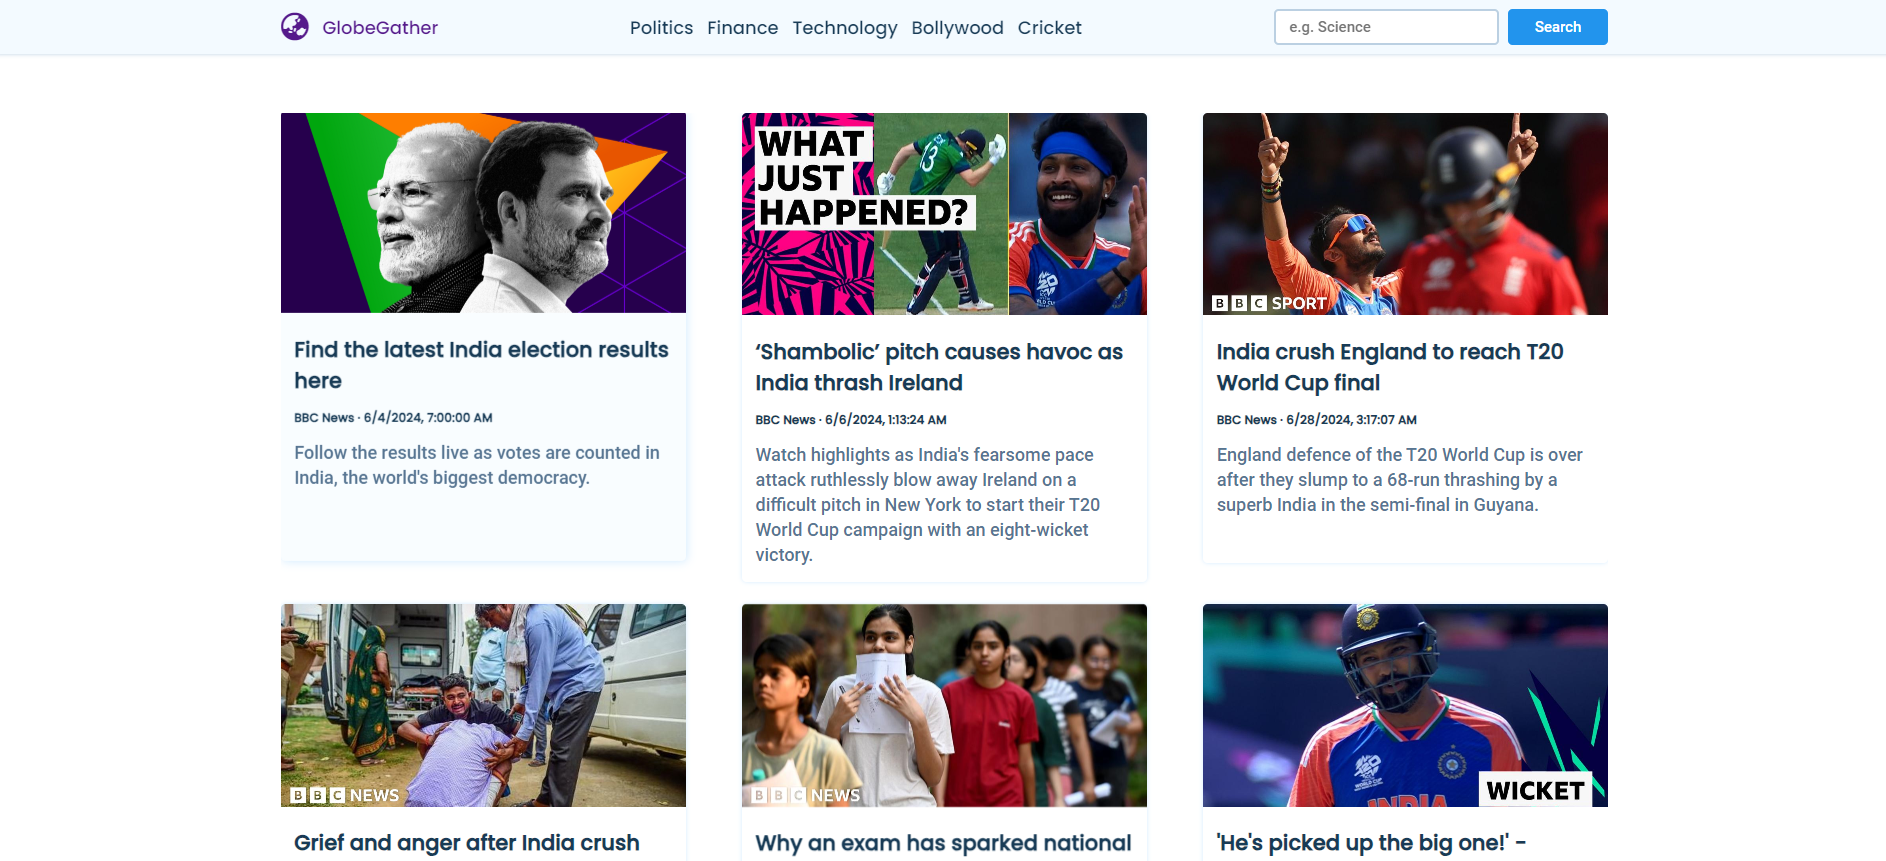 GlobeGather
Politics Finance Technology Bollywood Cricket
e.g. Science
Search
WHAT
JUST
HAPPENED?
13
BBC SPORT
Find the latest India election results
here
BBC News · 6/4/2024, 7:00:00 AM
Follow the results live as votes are counted in
India, the world's biggest democracy.
‘Shambolic’ pitch causes havoc as
India thrash Ireland
BBC News · 6/6/2024, 1:13:24 AM
Watch highlights as India's fearsome pace
attack ruthlessly blow away Ireland on a
difficult pitch in New York to start their T20
World Cup campaign with an eight-wicket
victory.
India crush England to reach T20
World Cup final
BBC News · 6/28/2024, 3:17:07 AM
England defence of the T20 World Cup is over
after they slump to a 68-run thrashing by a
superb India in the semi-final in Guyana.
BBC NEWS
BBC NEWS
INDIA
WICKET
Grief and anger after India crush
Why an exam has sparked national
'He's picked up the big one!' -